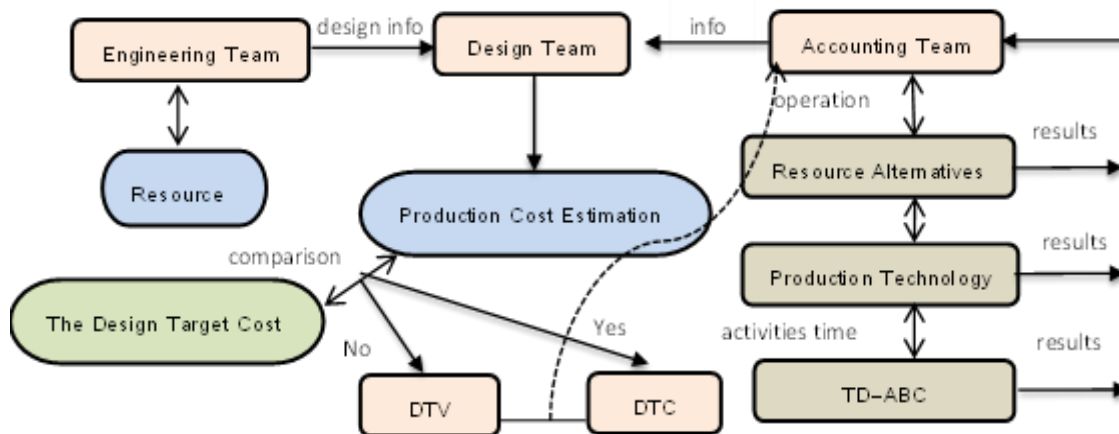 design info
info
Engineering Team
Design Team
Accounting Team
operation
results
Resource Alternatives
Resource
Production Cost Estimation
comparison
results
Production Technology
The Design Target Cost
Yes
activities time
No
results
DTV
DTC
TD-ABC